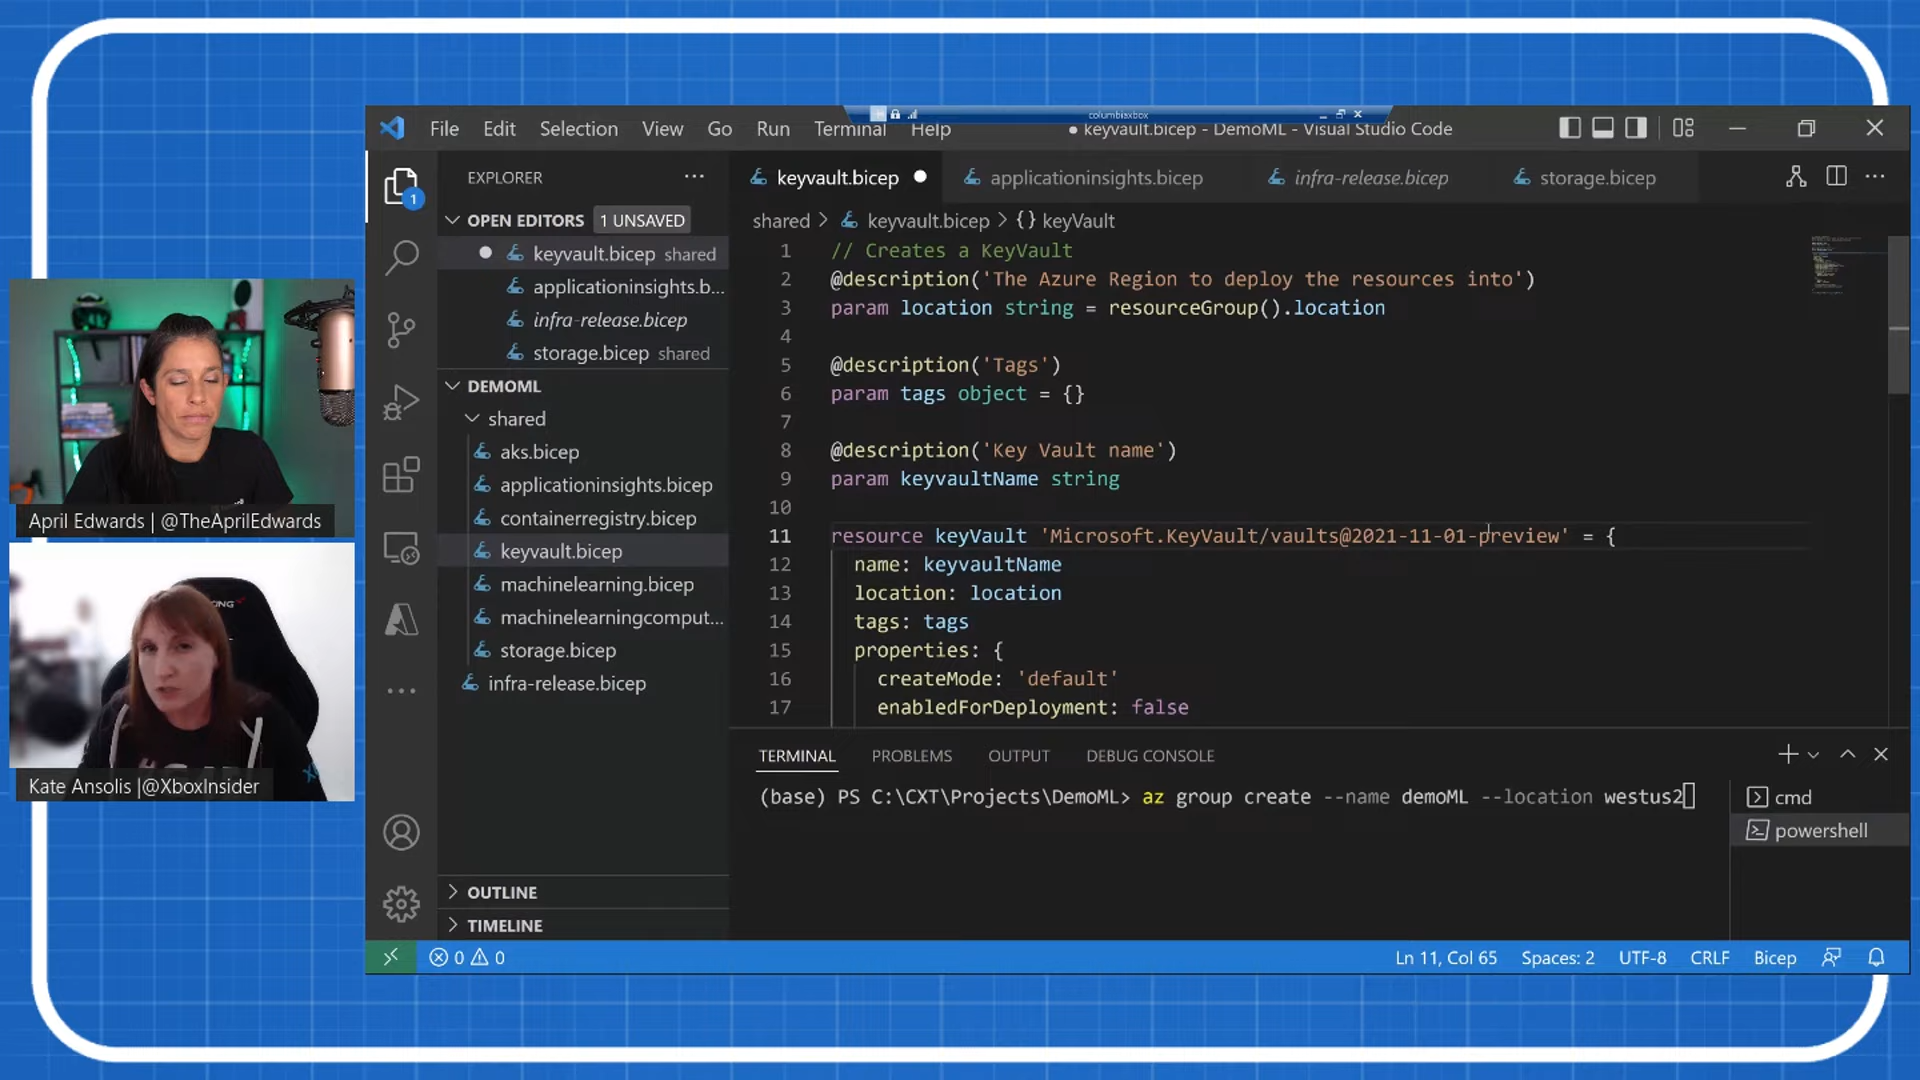 columbiaxbox
File Edit Selection View Go Run Terminal Help
● keyvault.bicep - DemoML - Visual Studio Code
1
EXPLORER
OPEN EDITORS 1 UNSAVED
keyvault.bicep shared
applicationinsights.b...
infra-release.bicep
storage.bicep shared
DEMOML
shared
aks.bicep
applicationinsights.bicep
containerregistry.bicep
keyvault.bicep
machinelearning.bicep
machinelearningcomput...
storage.bicep
infra-release.bicep
OUTLINE
TIMELINE
keyvault.bicep applicationinsights.bicep infra-release.bicep storage.bicep
shared > keyvault.bicep > {} keyVault
1 // Creates a KeyVault
2 @description('The Azure Region to deploy the resources into')
3 param location string = resourceGroup().location
4
5 @description('Tags')
6 param tags object = {}
7
8 @description('Key Vault name')
9 param keyvaultName string
10
11 resource keyVault 'Microsoft.KeyVault/vaults@2021-11-01-preview' = {
12 name: keyvaultName
13 location: location
14 tags: tags
15 properties: {
16 createMode: 'default'
17 enabledForDeployment: false
TERMINAL PROBLEMS OUTPUT DEBUG CONSOLE
(base) PS C:\CXT\Projects\DemoML> az group create --name demoML --location westus2
cmd
powershell
0 0
Ln 11, Col 65 Spaces: 2 UTF-8 CRLF Bicep
April Edwards | @TheAprilEdwards
Kate Ansolis |@XboxInsider